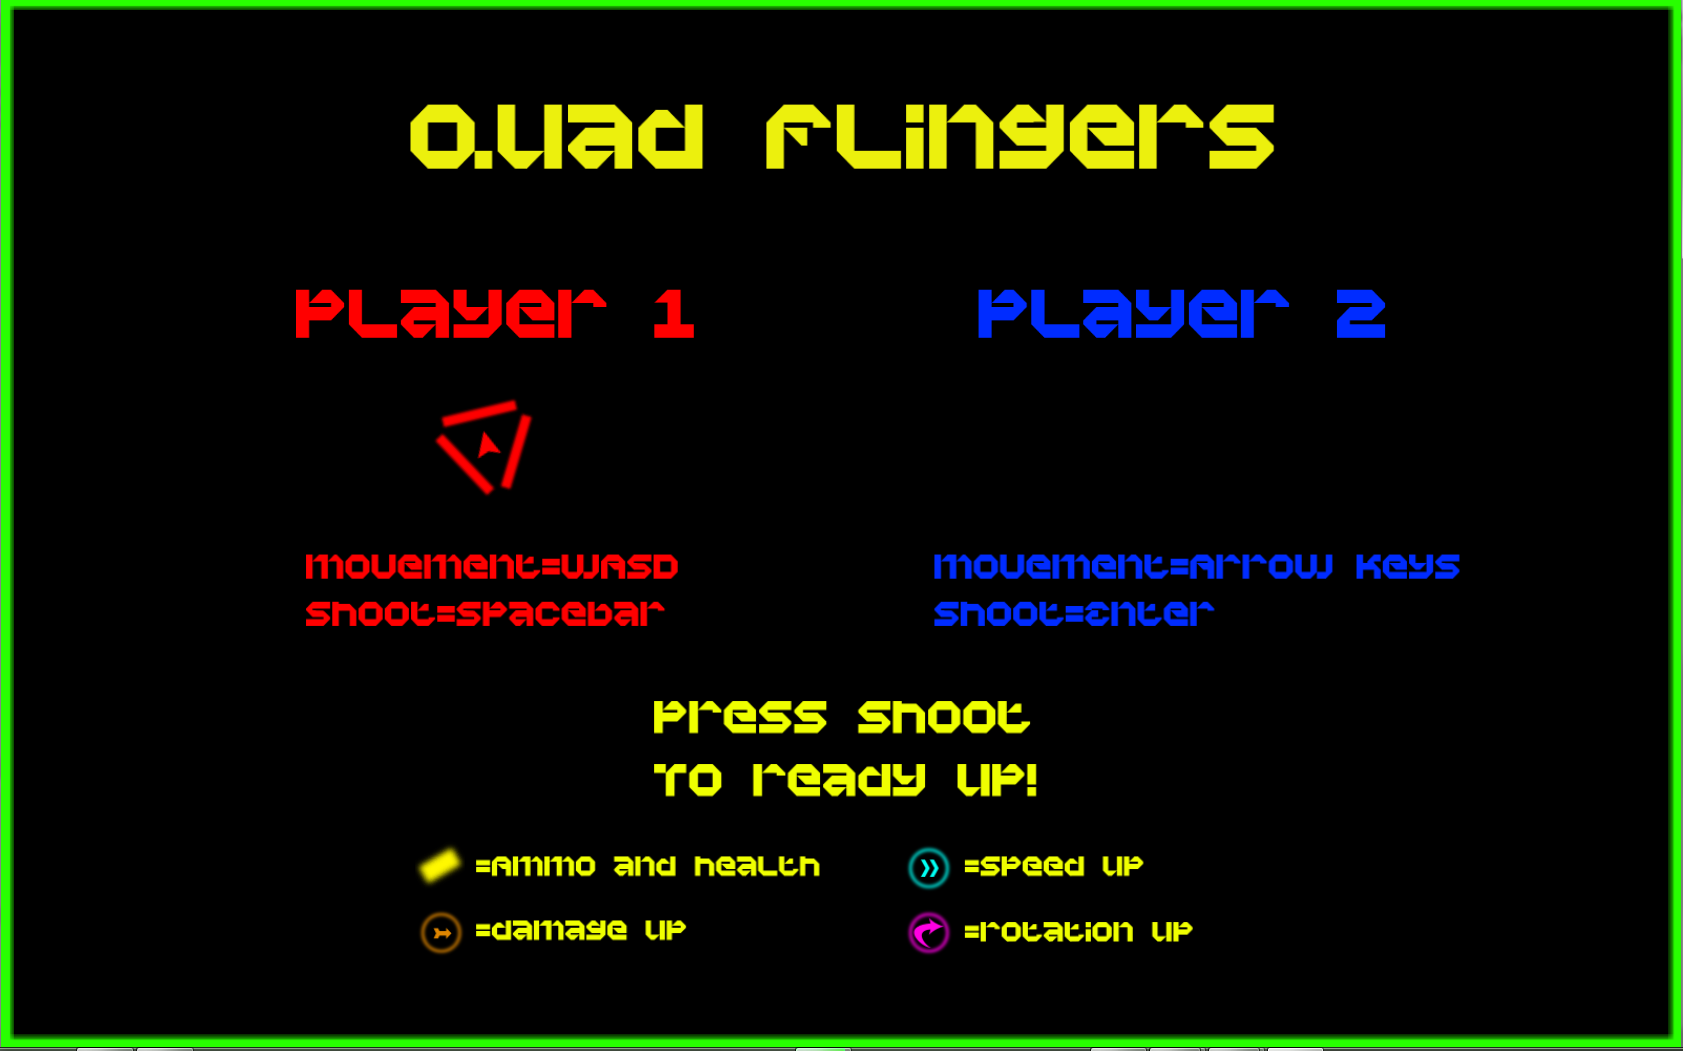 Quad Flingers
Player 1
Player 2
Movement=WASD
Shoot=Spacebar
Movement=Arrow Keys
Shoot=Enter
Press Shoot
To Ready Up!
=Ammo and health
=speed up
=damage up
=rotation up